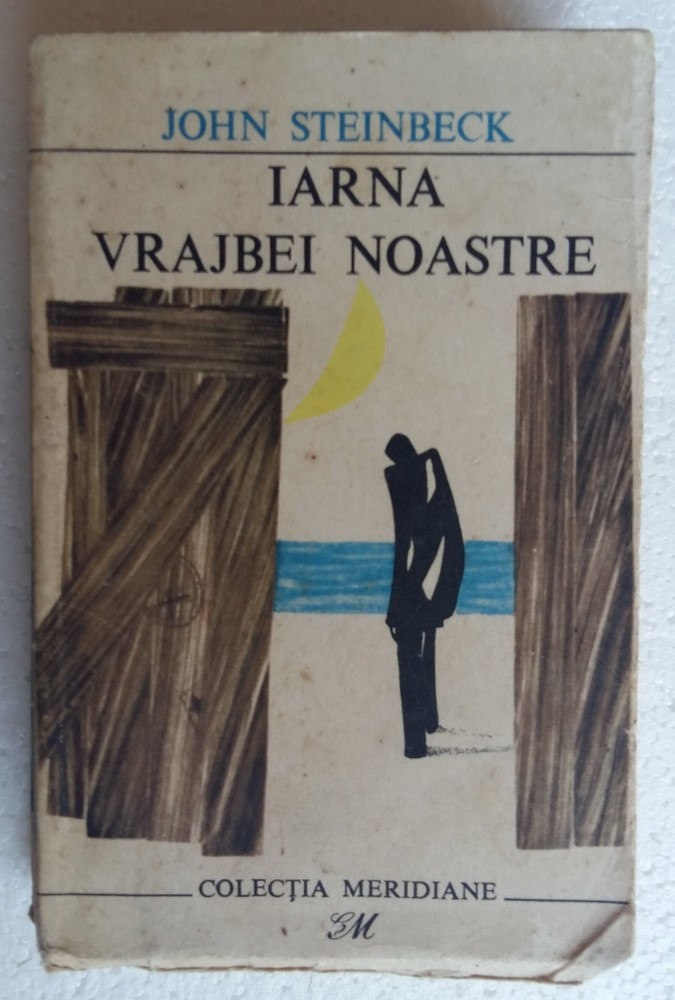 JOHN STEINBECK
IARNA
VRAJBEI NOASTRE
COLECȚIA MERIDIANE